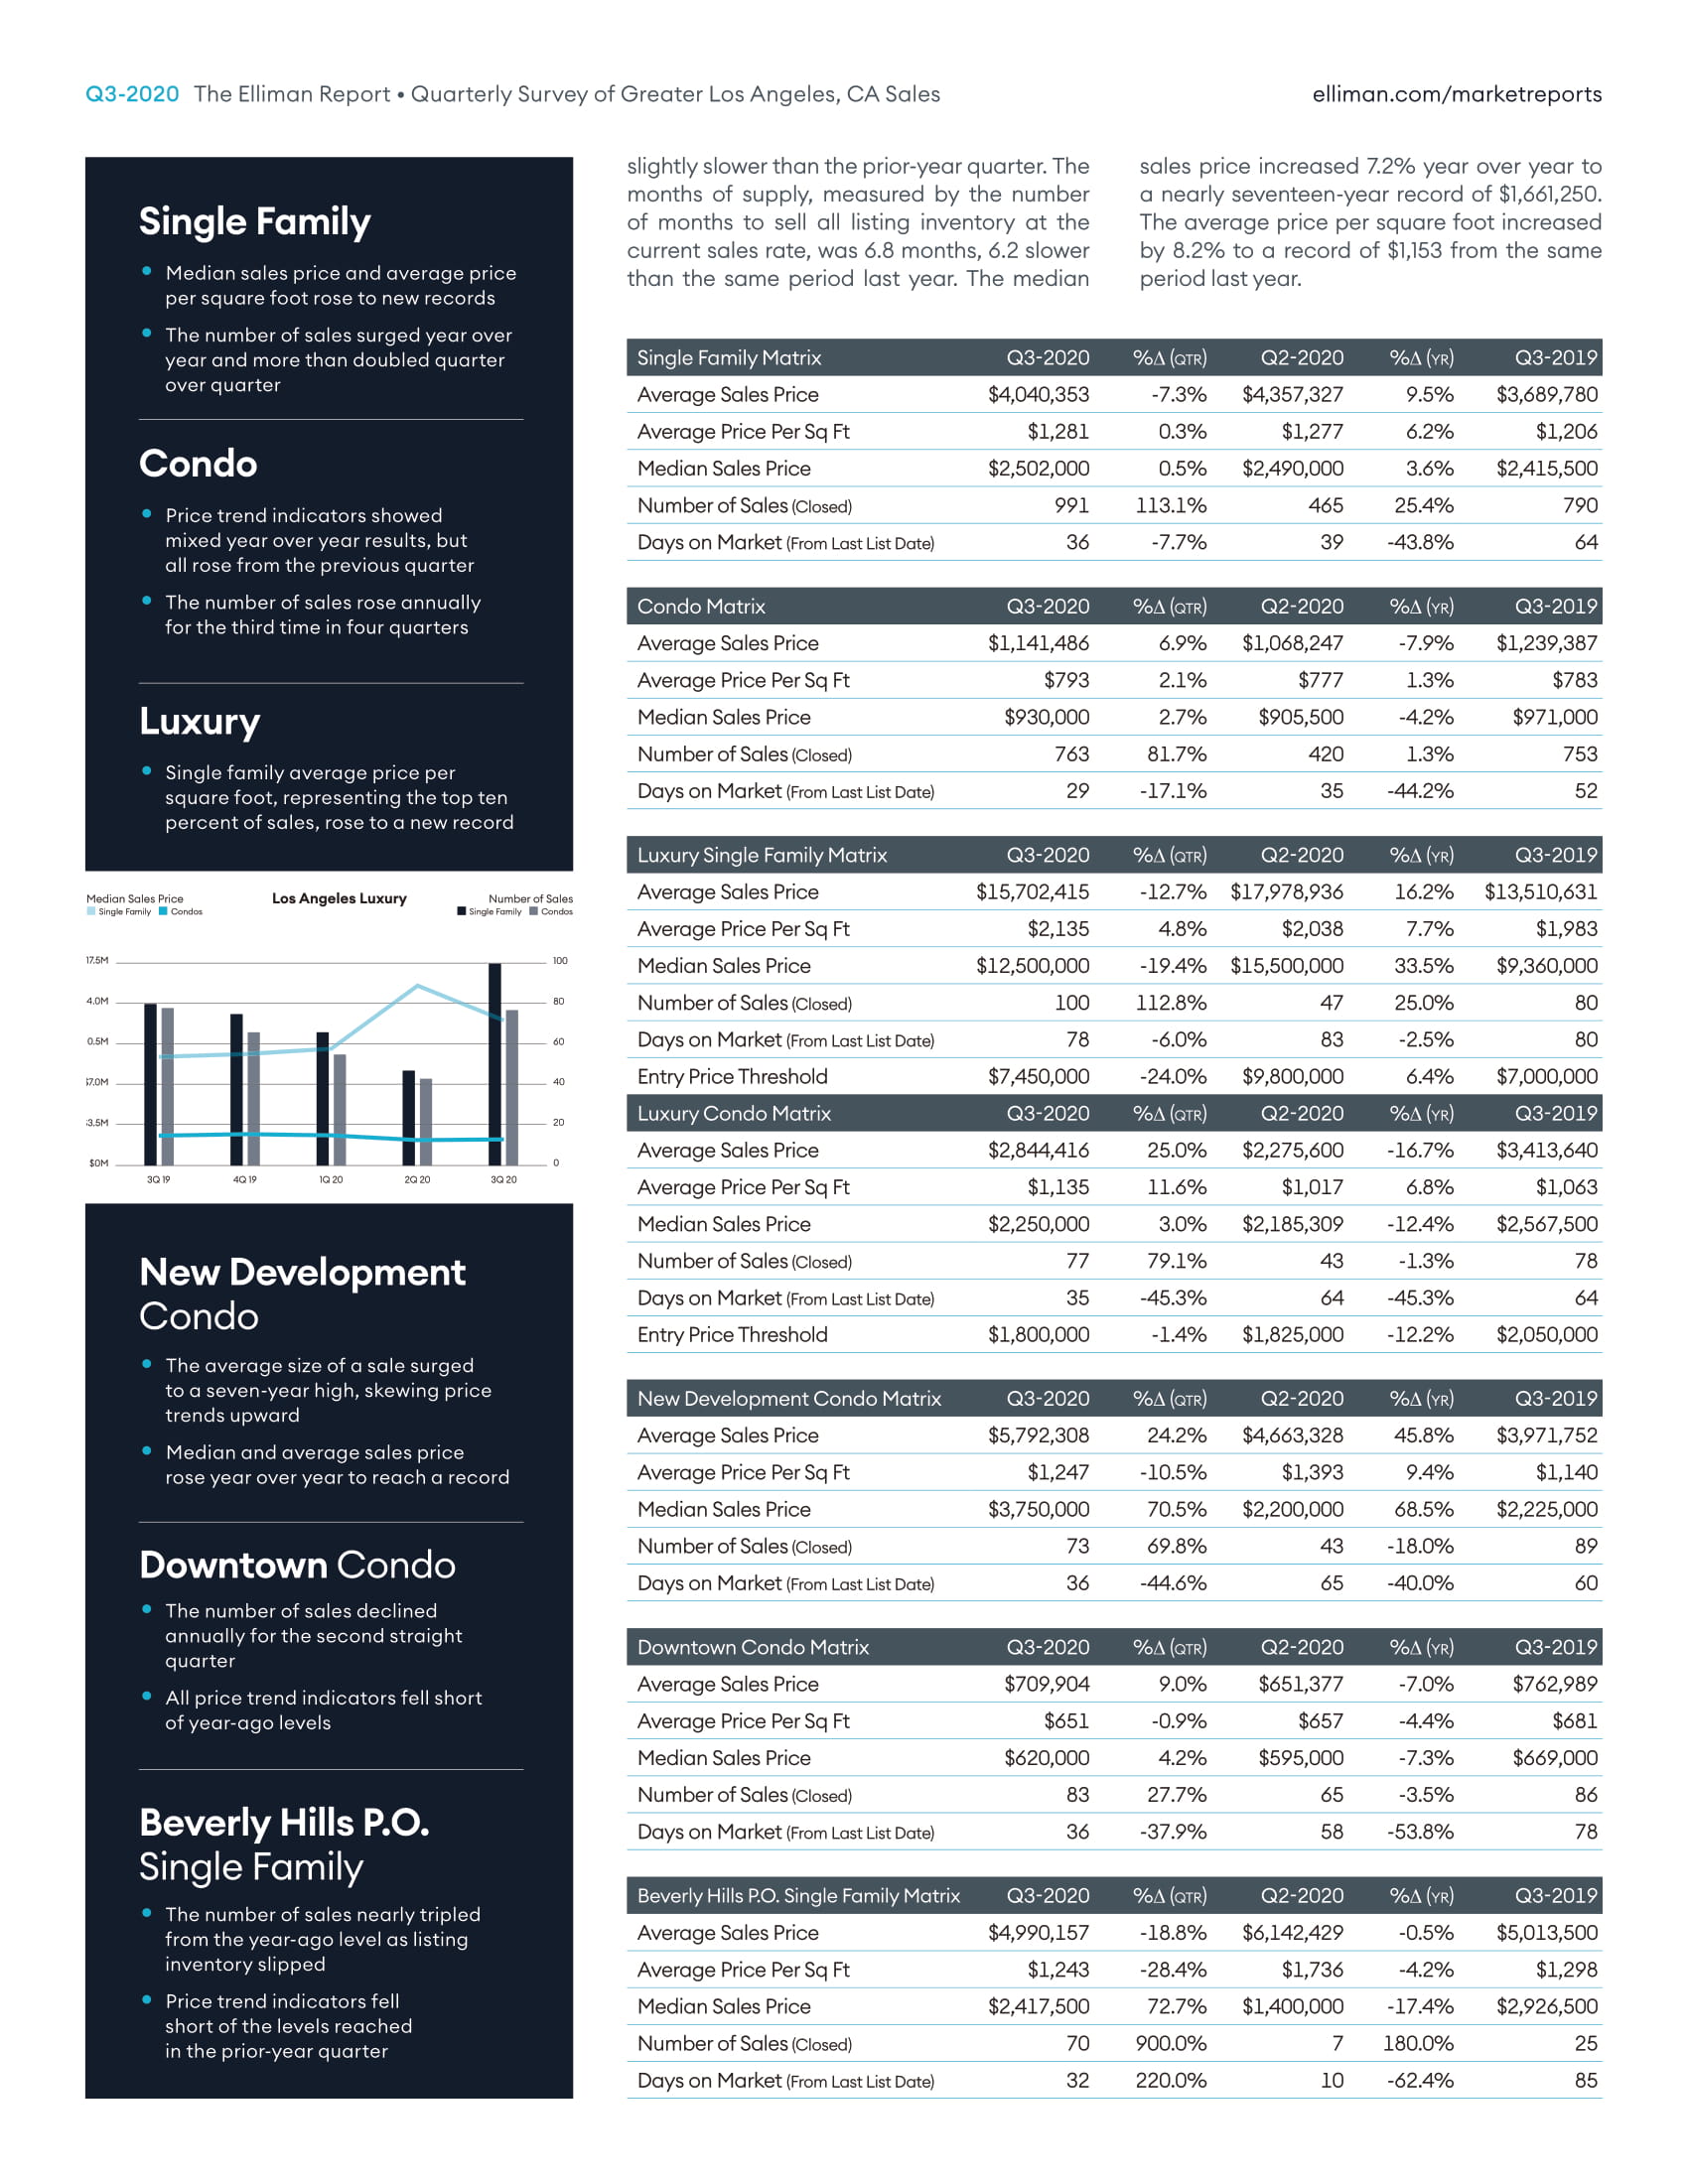 Q3-2020 The Elliman Report • Quarterly Survey of Greater Los Angeles, CA Sales
elliman.com/marketreports
Single Family
• Median sales price and average price
per square foot rose to new records
• The number of sales surged year over
year and more than doubled quarter
over quarter
Condo
• Price trend indicators showed
mixed year over year results, but
all rose from the previous quarter
• The number of sales rose annually
for the third time in four quarters
Luxury
• Single family average price per
square foot, representing the top ten
percent of sales, rose to a new record
Median Sales Price
Single Family Condos
Los Angeles Luxury
Number of Sales
Single Family Condos
17.5M 100
4.0M 80
0.5M 60
7.0M 40
3.5M 20
$0M 0
3Q 19 4Q 19 1Q 20 2Q 20 3Q 20
New Development
Condo
• The average size of a sale surged
to a seven-year high, skewing price
trends upward
• Median and average sales price
rose year over year to reach a record
Downtown Condo
• The number of sales declined
annually for the second straight
quarter
• All price trend indicators fell short
of year-ago levels
Beverly Hills P.O.
Single Family
• The number of sales nearly tripled
from the year-ago level as listing
inventory slipped
• Price trend indicators fell
short of the levels reached
in the prior-year quarter
slightly slower than the prior-year quarter. The
months of supply, measured by the number
of months to sell all listing inventory at the
current sales rate, was 6.8 months, 6.2 slower
than the same period last year. The median
sales price increased 7.2% year over year to
a nearly seventeen-year record of $1,661,250.
The average price per square foot increased
by 8.2% to a record of $1,153 from the same
period last year.
Single Family Matrix Q3-2020 %Δ (QTR) Q2-2020 %Δ (YR) Q3-2019
Average Sales Price $4,040,353 -7.3% $4,357,327 9.5% $3,689,780
Average Price Per Sq Ft $1,281 0.3% $1,277 6.2% $1,206
Median Sales Price $2,502,000 0.5% $2,490,000 3.6% $2,415,500
Number of Sales (Closed) 991 113.1% 465 25.4% 790
Days on Market (From Last List Date) 36 -7.7% 39 -43.8% 64
Condo Matrix Q3-2020 %Δ (QTR) Q2-2020 %Δ (YR) Q3-2019
Average Sales Price $1,141,486 6.9% $1,068,247 -7.9% $1,239,387
Average Price Per Sq Ft $793 2.1% $777 1.3% $783
Median Sales Price $930,000 2.7% $905,500 -4.2% $971,000
Number of Sales (Closed) 763 81.7% 420 1.3% 753
Days on Market (From Last List Date) 29 -17.1% 35 -44.2% 52
Luxury Single Family Matrix Q3-2020 %Δ (QTR) Q2-2020 %Δ (YR) Q3-2019
Average Sales Price $15,702,415 -12.7% $17,978,936 16.2% $13,510,631
Average Price Per Sq Ft $2,135 4.8% $2,038 7.7% $1,983
Median Sales Price $12,500,000 -19.4% $15,500,000 33.5% $9,360,000
Number of Sales (Closed) 100 112.8% 47 25.0% 80
Days on Market (From Last List Date) 78 -6.0% 83 -2.5% 80
Entry Price Threshold $7,450,000 -24.0% $9,800,000 6.4% $7,000,000
Luxury Condo Matrix Q3-2020 %Δ (QTR) Q2-2020 %Δ (YR) Q3-2019
Average Sales Price $2,844,416 25.0% $2,275,600 -16.7% $3,413,640
Average Price Per Sq Ft $1,135 11.6% $1,017 6.8% $1,063
Median Sales Price $2,250,000 3.0% $2,185,309 -12.4% $2,567,500
Number of Sales (Closed) 77 79.1% 43 -1.3% 78
Days on Market (From Last List Date) 35 -45.3% 64 -45.3% 64
Entry Price Threshold $1,800,000 -1.4% $1,825,000 -12.2% $2,050,000
New Development Condo Matrix Q3-2020 %Δ (QTR) Q2-2020 %Δ (YR) Q3-2019
Average Sales Price $5,792,308 24.2% $4,663,328 45.8% $3,971,752
Average Price Per Sq Ft $1,247 -10.5% $1,393 9.4% $1,140
Median Sales Price $3,750,000 70.5% $2,200,000 68.5% $2,225,000
Number of Sales (Closed) 73 69.8% 43 -18.0% 89
Days on Market (From Last List Date) 36 -44.6% 65 -40.0% 60
Downtown Condo Matrix Q3-2020 %Δ (QTR) Q2-2020 %Δ (YR) Q3-2019
Average Sales Price $709,904 9.0% $651,377 -7.0% $762,989
Average Price Per Sq Ft $651 -0.9% $657 -4.4% $681
Median Sales Price $620,000 4.2% $595,000 -7.3% $669,000
Number of Sales (Closed) 83 27.7% 65 -3.5% 86
Days on Market (From Last List Date) 36 -37.9% 58 -53.8% 78
Beverly Hills P.O. Single Family Matrix Q3-2020 %Δ (QTR) Q2-2020 %Δ (YR) Q3-2019
Average Sales Price $4,990,157 -18.8% $6,142,429 -0.5% $5,013,500
Average Price Per Sq Ft $1,243 -28.4% $1,736 -4.2% $1,298
Median Sales Price $2,417,500 72.7% $1,400,000 -17.4% $2,926,500
Number of Sales (Closed) 70 900.0% 7 180.0% 25
Days on Market (From Last List Date) 32 220.0% 10 -62.4% 85